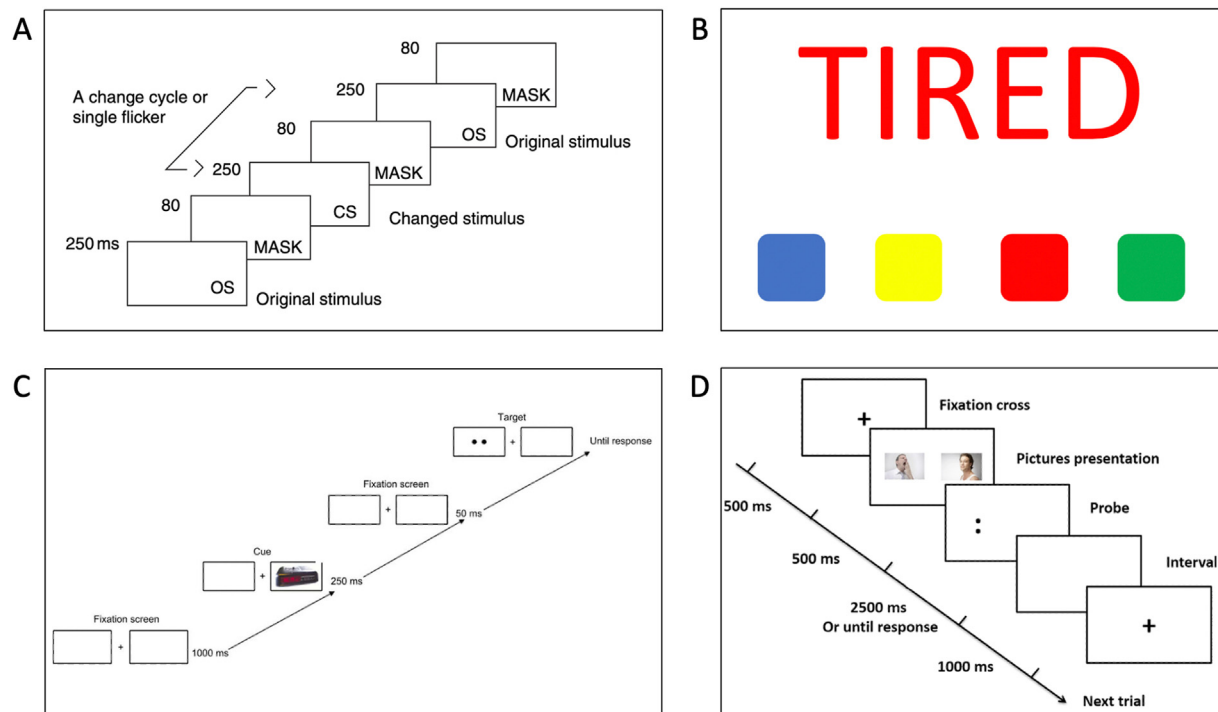 A
80
250
MASK
A change cycle or
single flicker
80
OS
Original stimulus
250
MASK
80
CS
Changed stimulus
250 ms
MASK
OS
Original stimulus
B
TIRED
C
Target
+
Until response
Fixation screen
+
50 ms
Cue
+
250 ms
Fixation screen
+
1000 ms
D
+
Fixation cross
Pictures presentation
500 ms
:
Probe
500 ms
Interval
2500 ms
Or until response
+
1000 ms
Next trial